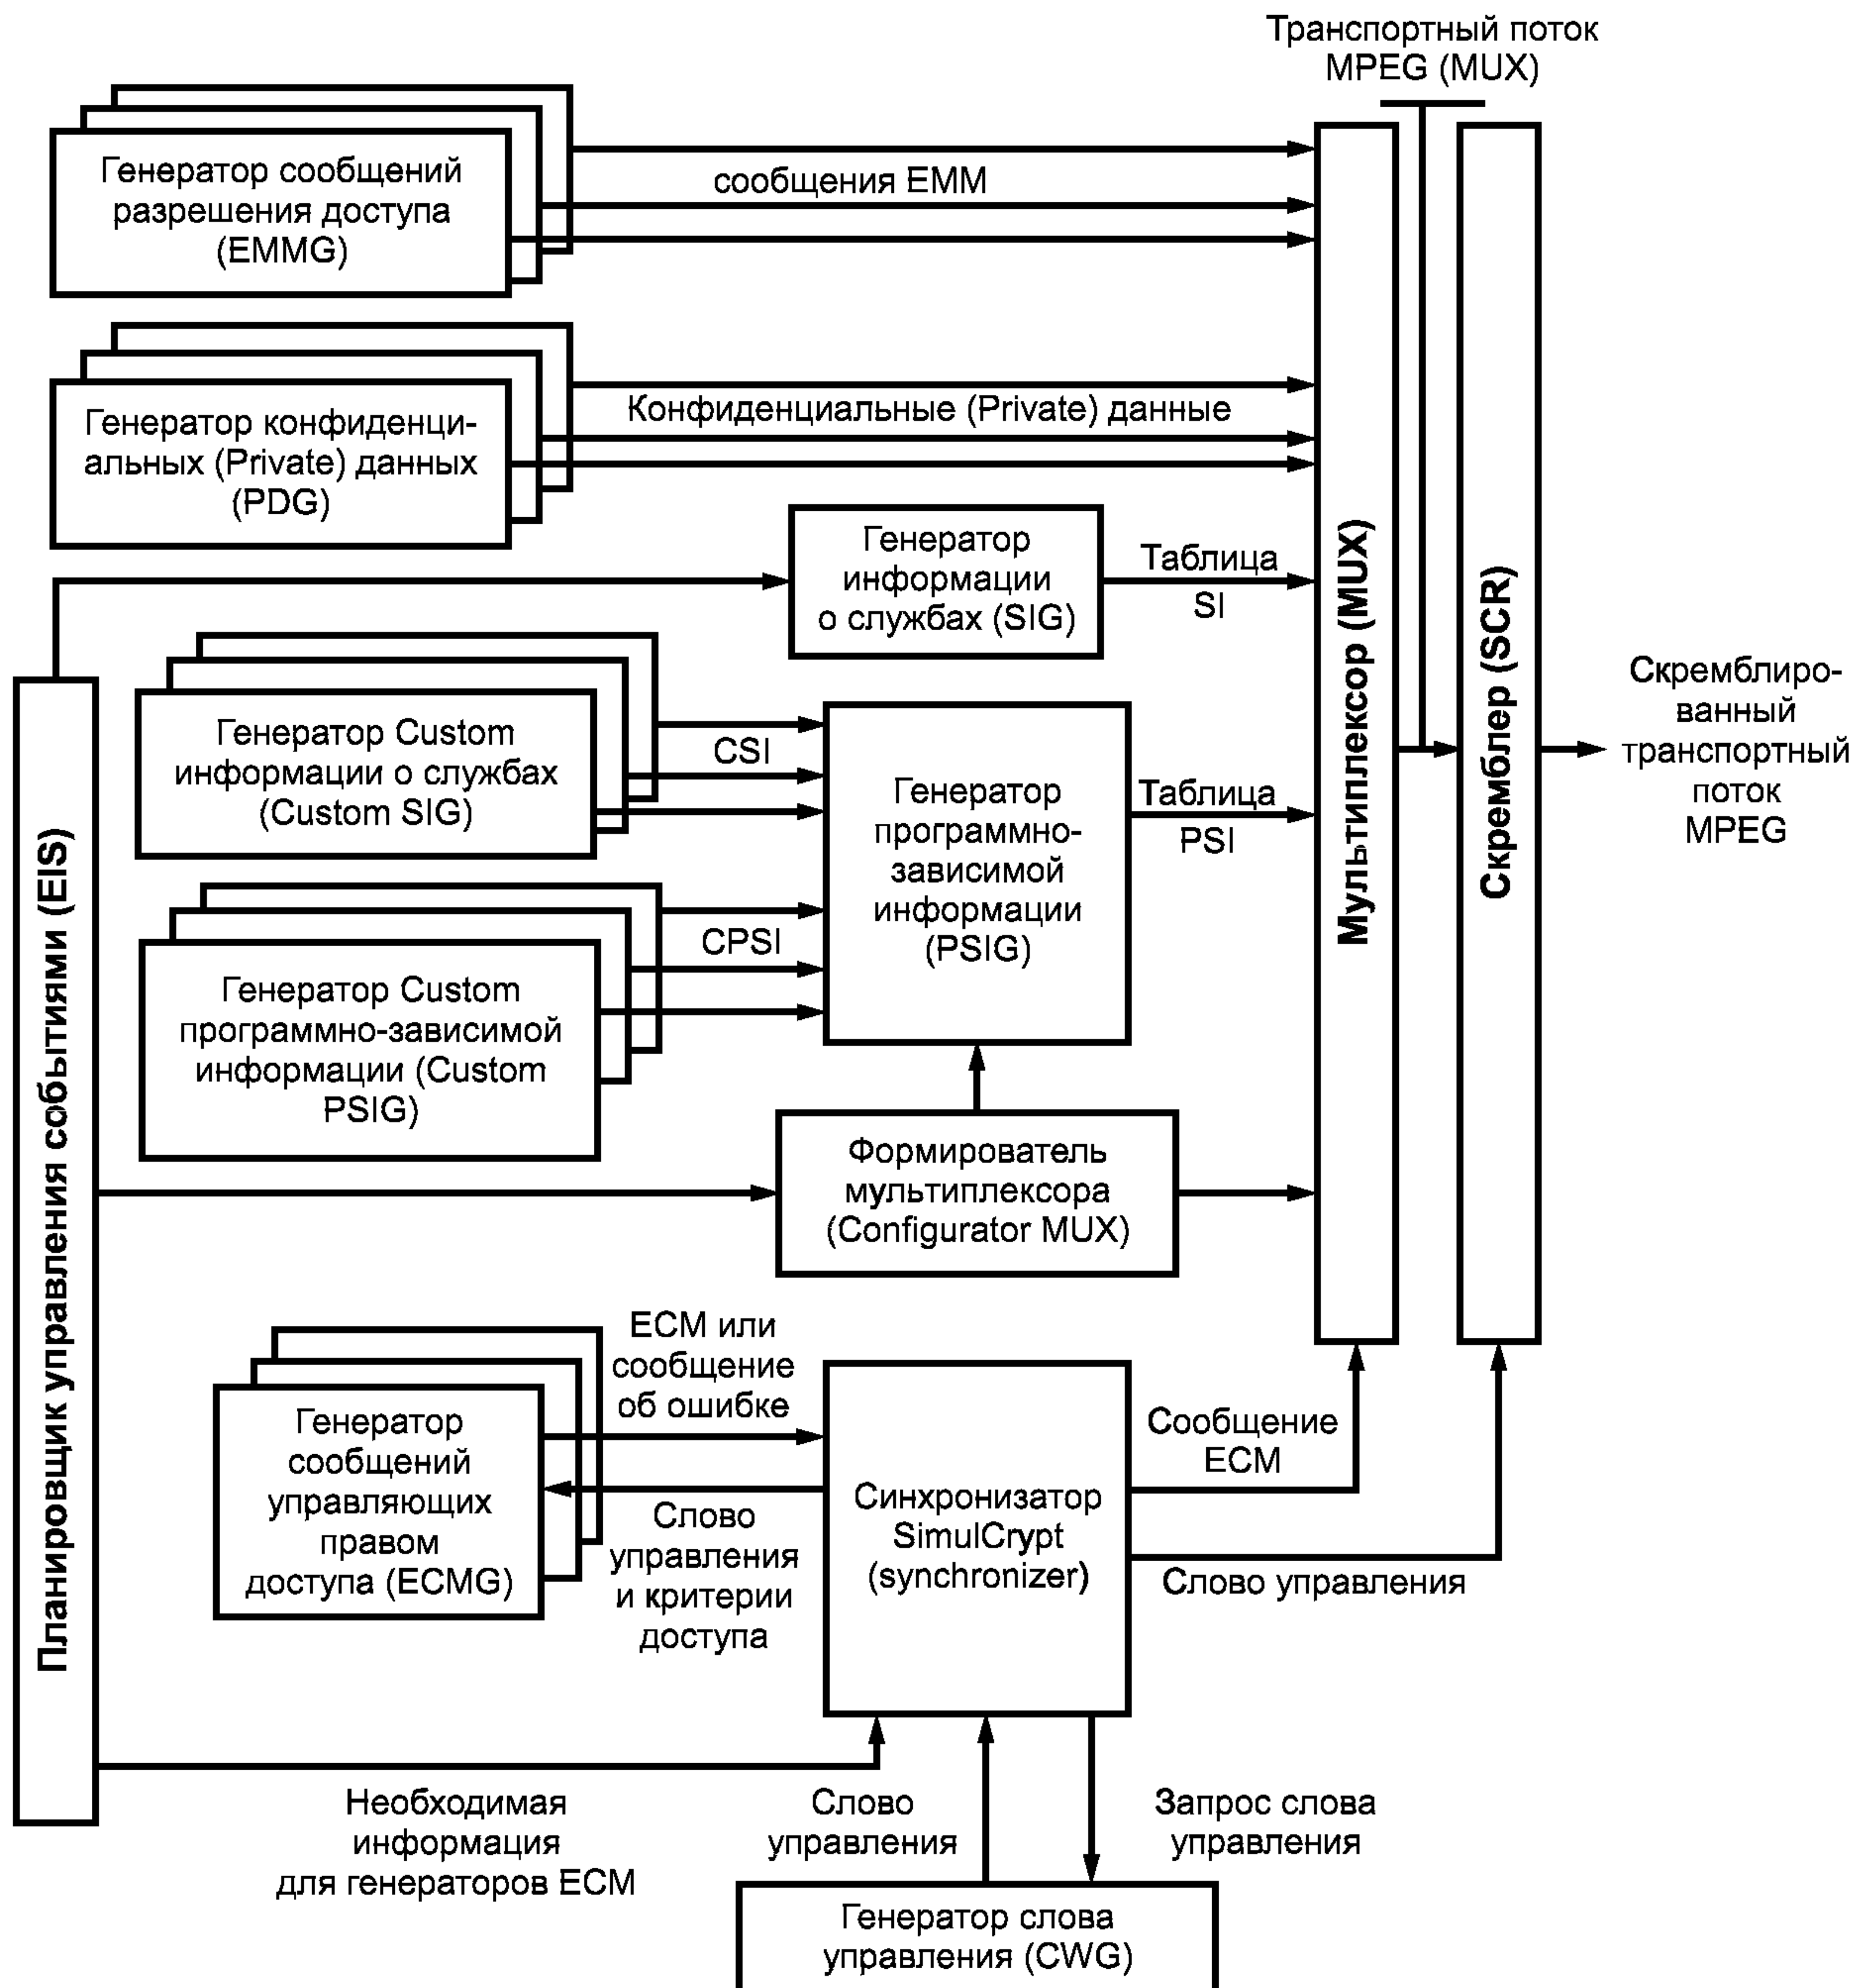 Транспортный поток
MPEG (MUX)
Генератор сообщений
разрешения доступа
(EMMG)
сообщения EMM
Генератор конфиденци-
альных (Private) данных
(PDG)
Конфиденциальные (Private) данные
Генератор
информации
о службах (SIG)
Таблица
SI
Генератор Custom
информации о службах
(Custom SIG)
CSI
Генератор
программно-
зависимой
информации
(PSIG)
Таблица
PSI
Генератор Custom
программно-зависимой
информации (Custom
PSIG)
CPSI
Формирователь
мультиплексора
(Configurator MUX)
Мультиплексор (MUX)
Скремблер (SCR)
Скремблиро-
ванный
транспортный
поток
MPEG
Планировщик управления событиями (EIS)
Генератор
сообщений
управляющих
правом
доступа (ECMG)
ECM или
сообщение
об ошибке
Слово
управления
и критерии
доступа
Синхронизатор
SimulCrypt
(synchronizer)
Сообщение
ECM
Слово управления
Необходимая
информация
для генераторов ECM
Слово
управления
Запрос слова
управления
Генератор слова
управления (CWG)